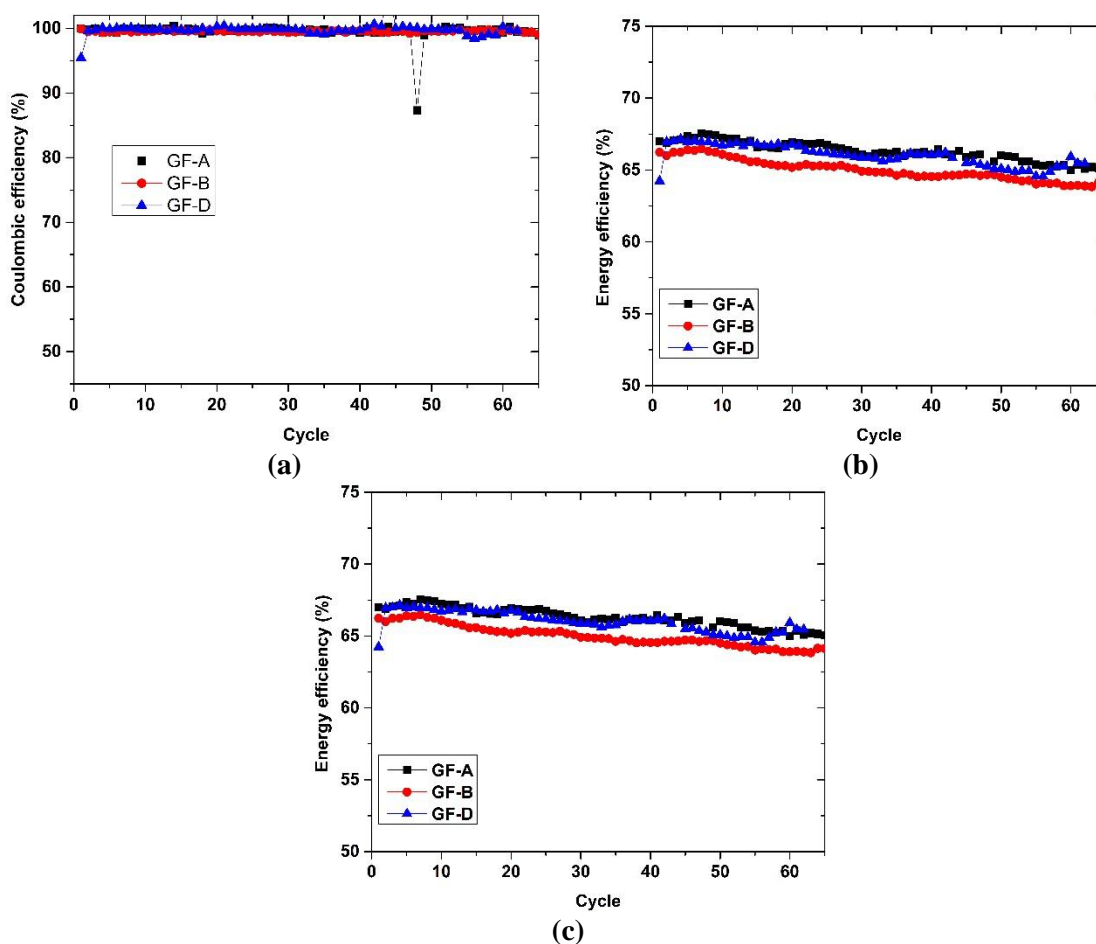 100
90
80
70
60
50
Coulombic efficiency (%)
GF-A
GF-B
GF-D
0 10 20 30 40 50 60
Cycle
(a)
75
70
65
60
55
50
Energy efficiency (%)
GF-A
GF-B
GF-D
0 10 20 30 40 50 60
Cycle
(b)
75
70
65
60
55
50
Energy efficiency (%)
GF-A
GF-B
GF-D
0 10 20 30 40 50 60
Cycle
(c)